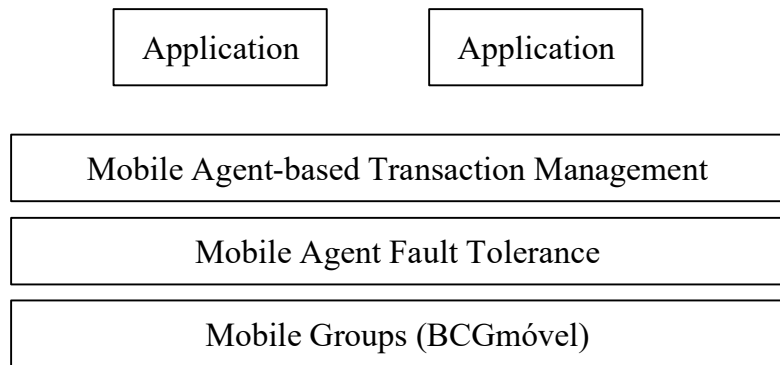 Application Application
Mobile Agent-based Transaction Management
Mobile Agent Fault Tolerance
Mobile Groups (BCGmóvel)